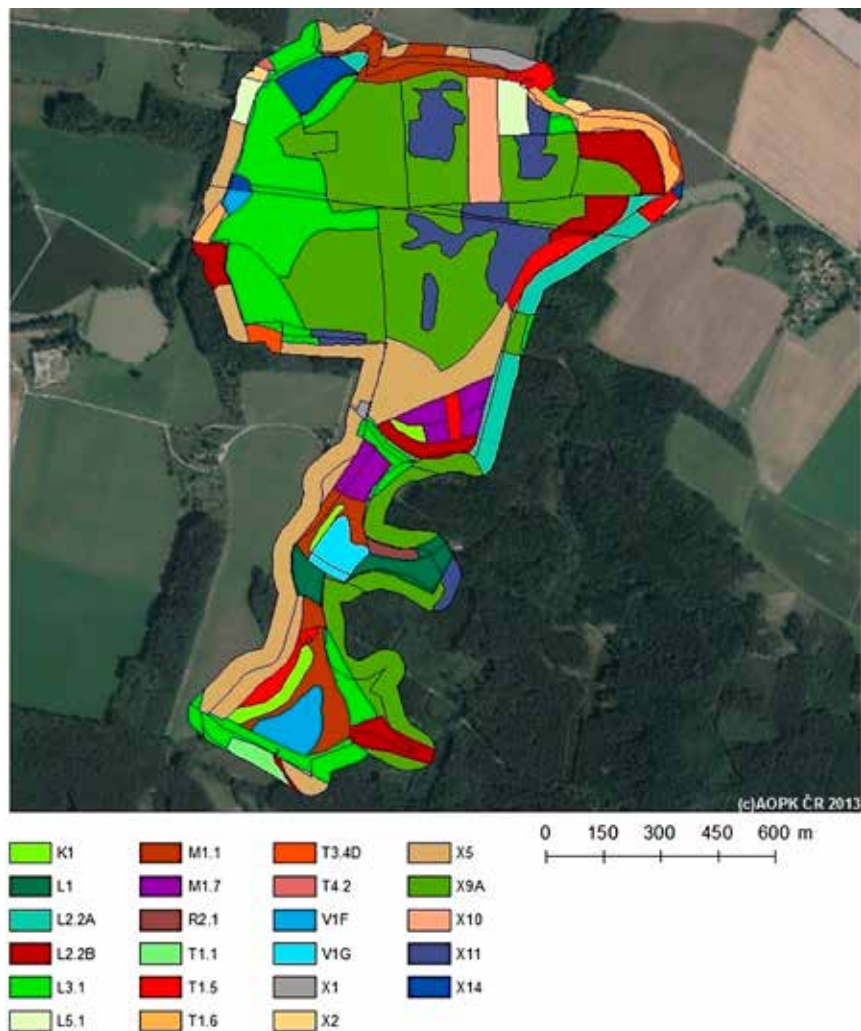 (c)AOPK ČR 2013
0 150 300 450 600 m
K1
L1
L2.2A
L2.2B
L3.1
L5.1
M1.1
M1.7
R2.1
T1.1
T1.5
T1.6
T3.4D
T4.2
V1F
V1G
X1
X2
X5
X9A
X10
X11
X14